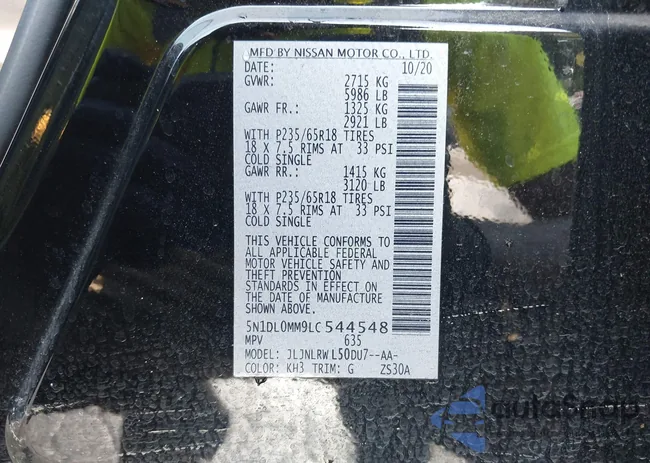 MFD BY NISSAN MOTOR CO., LTD.
DATE: 10/20
GVWR: 2715 KG
5986 LB
GAWR FR.: 1325 KG
2921 LB
WITH P235/65R18 TIRES
18 X 7.5 RIMS AT 33 PSI
COLD SINGLE
GAWR RR.: 1415 KG
3120 LB
WITH P235/65R18 TIRES
18 X 7.5 RIMS AT 33 PSI
COLD SINGLE
THIS VEHICLE CONFORMS TO
ALL APPLICABLE FEDERAL
MOTOR VEHICLE SAFETY AND
THEFT PREVENTION
STANDARDS IN EFFECT ON
THE DATE OF MANUFACTURE
SHOWN ABOVE.
5N1DL0MM9LC544548
MPV 635
MODEL: JLJNLRWL50DU7--AA-
COLOR: KH3 TRIM: G ZS30A
autoSnap